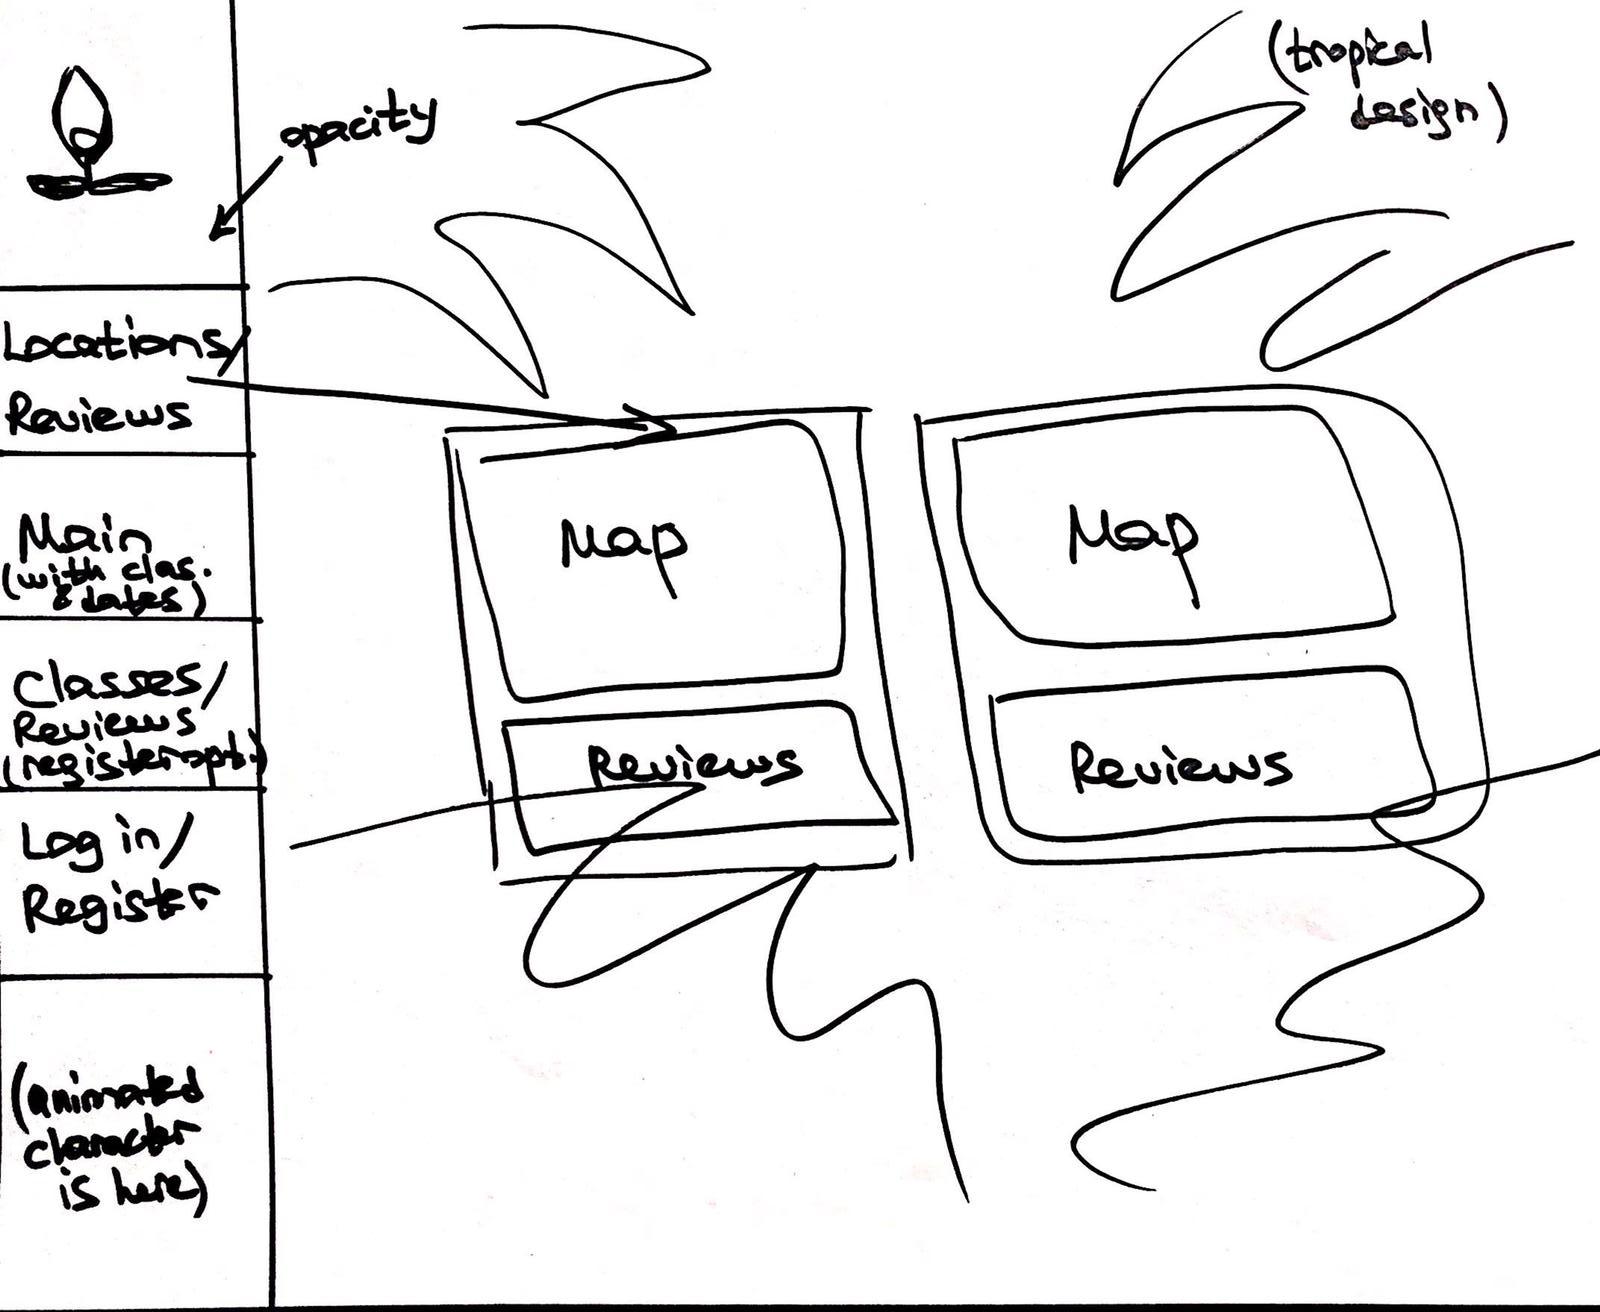 (tropical
design)
opacity
Locations/
Reviews
Main
(with clas.
& dates)
Classes/
Reviews
(register opt.)
Log in/
Register
(animated
character
is here)
Map
Reviews
Map
Reviews